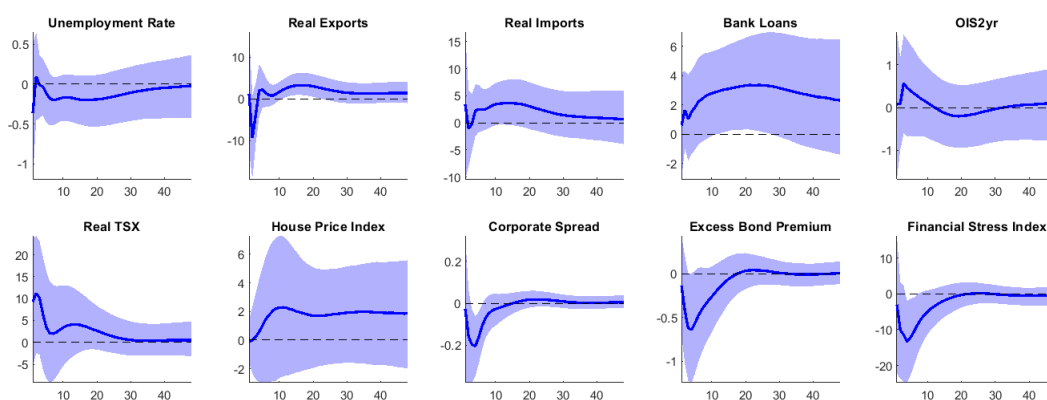 Unemployment Rate
0.5
0
-0.5
-1
10 20 30 40
Real Exports
10
0
-10
10 20 30 40
Real Imports
15
10
5
0
-5
-10
10 20 30 40
Bank Loans
6
4
2
0
-2
10 20 30 40
OIS2yr
1
0
-1
10 20 30 40
Real TSX
20
15
10
5
0
-5
10 20 30 40
House Price Index
6
4
2
0
-2
10 20 30 40
Corporate Spread
0.2
0
-0.2
10 20 30 40
Excess Bond Premium
0
-0.5
-1
10 20 30 40
Financial Stress Index
10
0
-10
-20
10 20 30 40